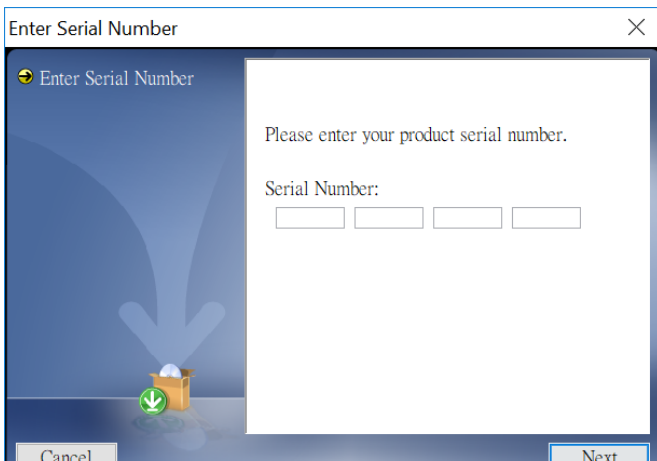 Enter Serial Number
Enter Serial Number
Please enter your product serial number.
Serial Number:
Cancel
Next